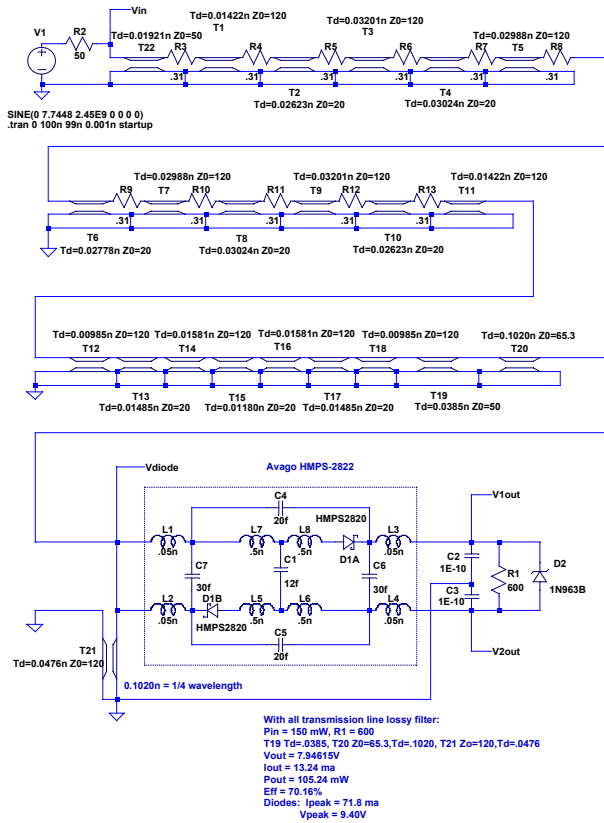 Vin
Td=0.01422n Z0=120
T1
Td=0.03201n Z0=120
T3
Td=0.02988n Z0=120
V1
R2
50
Td=0.01921n Z0=50
T22
R3
R4
R5
R6
R7
T5
R8
.31
.31
.31
.31
.31
.31
T2
Td=0.02623n Z0=20
T4
Td=0.03024n Z0=20
SINE(0 7.7448 2.45E9 0 0 0 0)
.tran 0 100n 99n 0.001n startup
Td=0.02988n Z0=120
Td=0.03201n Z0=120
Td=0.01422n Z0=120
R9
T7
R10
R11
T9
R12
R13
T11
.31
.31
.31
.31
.31
T6
Td=0.02778n Z0=20
T8
Td=0.03024n Z0=20
T10
Td=0.02623n Z0=20
Td=0.00985n Z0=120
T12
Td=0.01581n Z0=120
T14
Td=0.01581n Z0=120
T16
Td=0.00985n Z0=120
T18
Td=0.1020n Z0=65.3
T20
T13
Td=0.01485n Z0=20
T15
Td=0.01180n Z0=20
T17
Td=0.01485n Z0=20
T19
Td=0.0385n Z0=50
Vdiode
Avago HMPS-2822
V1out
C4
20f
HMPS2820
L1
.05n
L7
.5n
L8
.5n
D1A
L3
.05n
C7
30f
C1
12f
C6
30f
C2
1E-10
R1
600
D2
1N963B
C3
1E-10
L2
.05n
D1B
HMPS2820
L5
.5n
L6
.5n
L4
.05n
C5
20f
V2out
T21
Td=0.0476n Z0=120
0.1020n = 1/4 wavelength
With all transmission line lossy filter:
Pin = 150 mW, R1 = 600
T19 Td=.0385, T20 Z0=65.3,Td=.1020, T21 Zo=120,Td=.0476
Vout = 7.94615V
Iout = 13.24 ma
Pout = 105.24 mW
Eff = 70.16%
Diodes: Ipeak = 71.8 ma
Vpeak = 9.40V